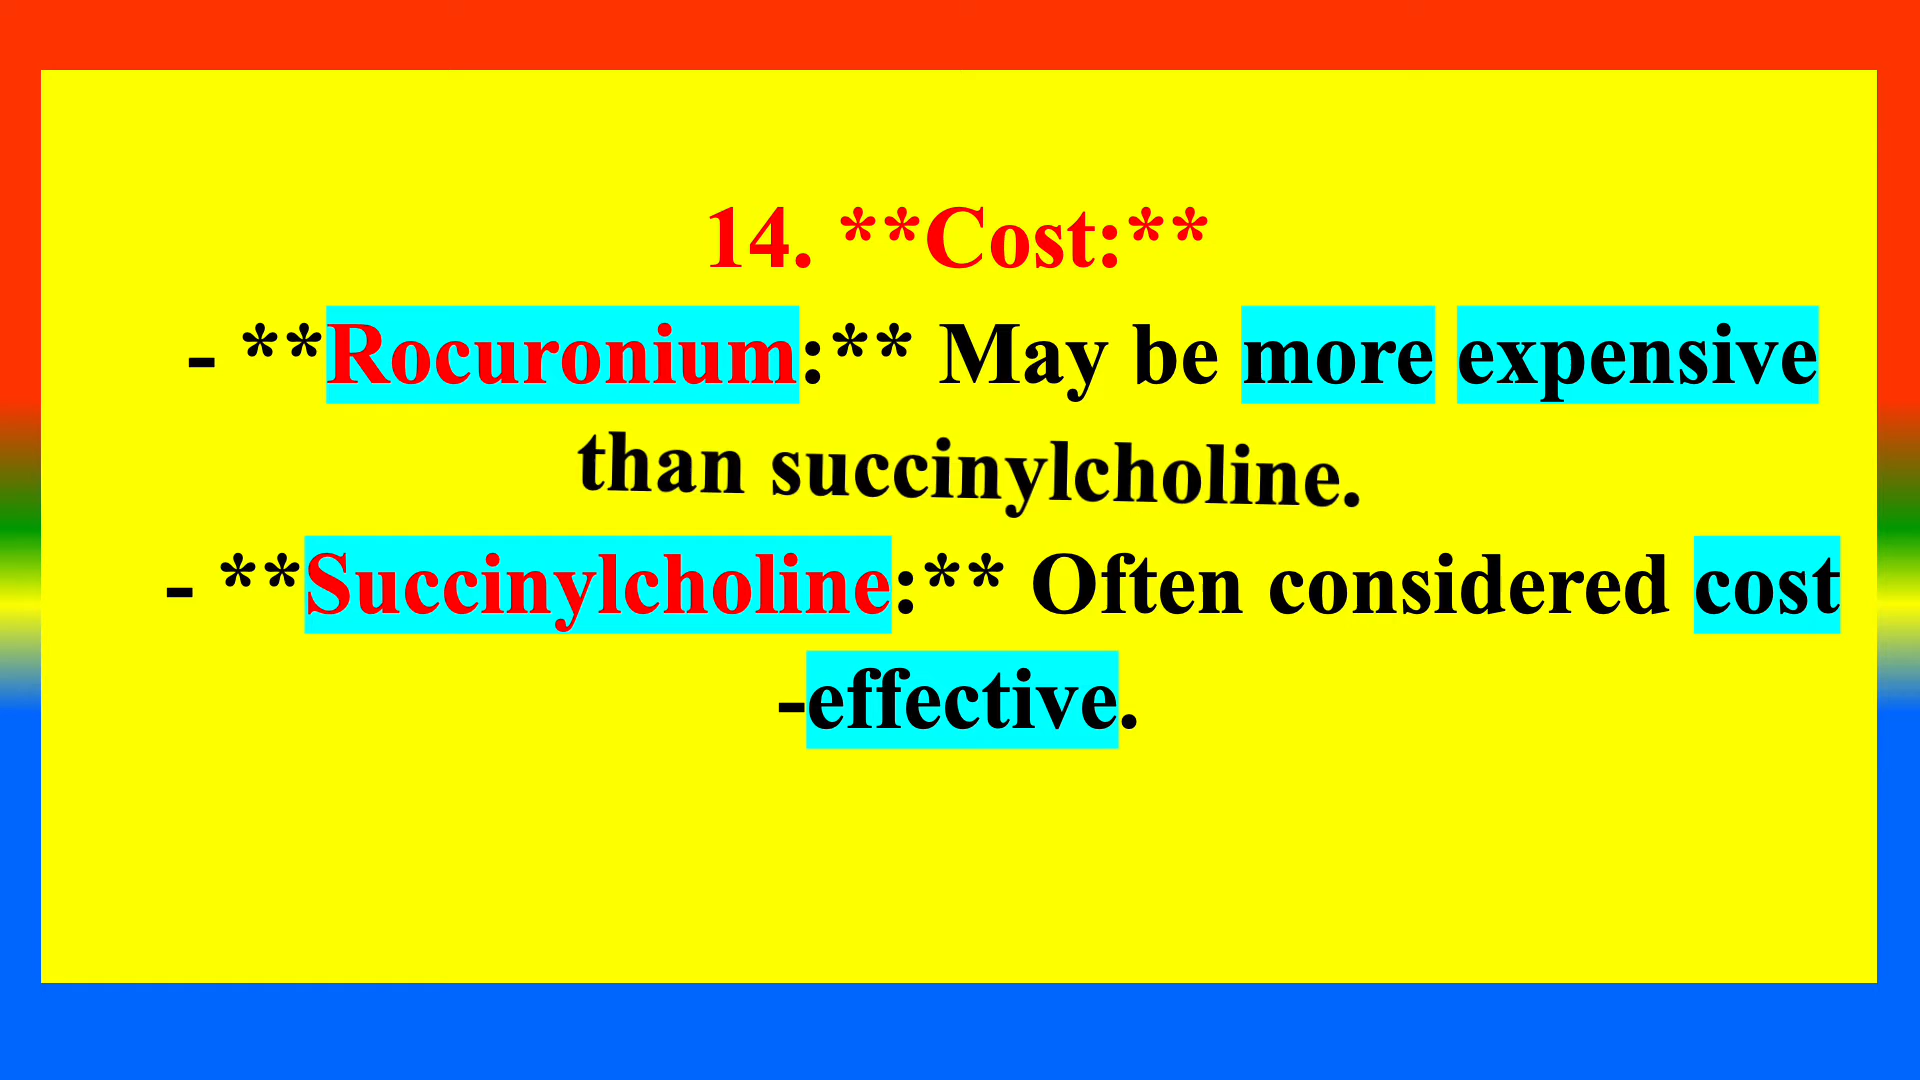 14. **Cost:**
- **Rocuronium:** May be more expensive
than succinylcholine.
- **Succinylcholine:** Often considered cost
-effective.